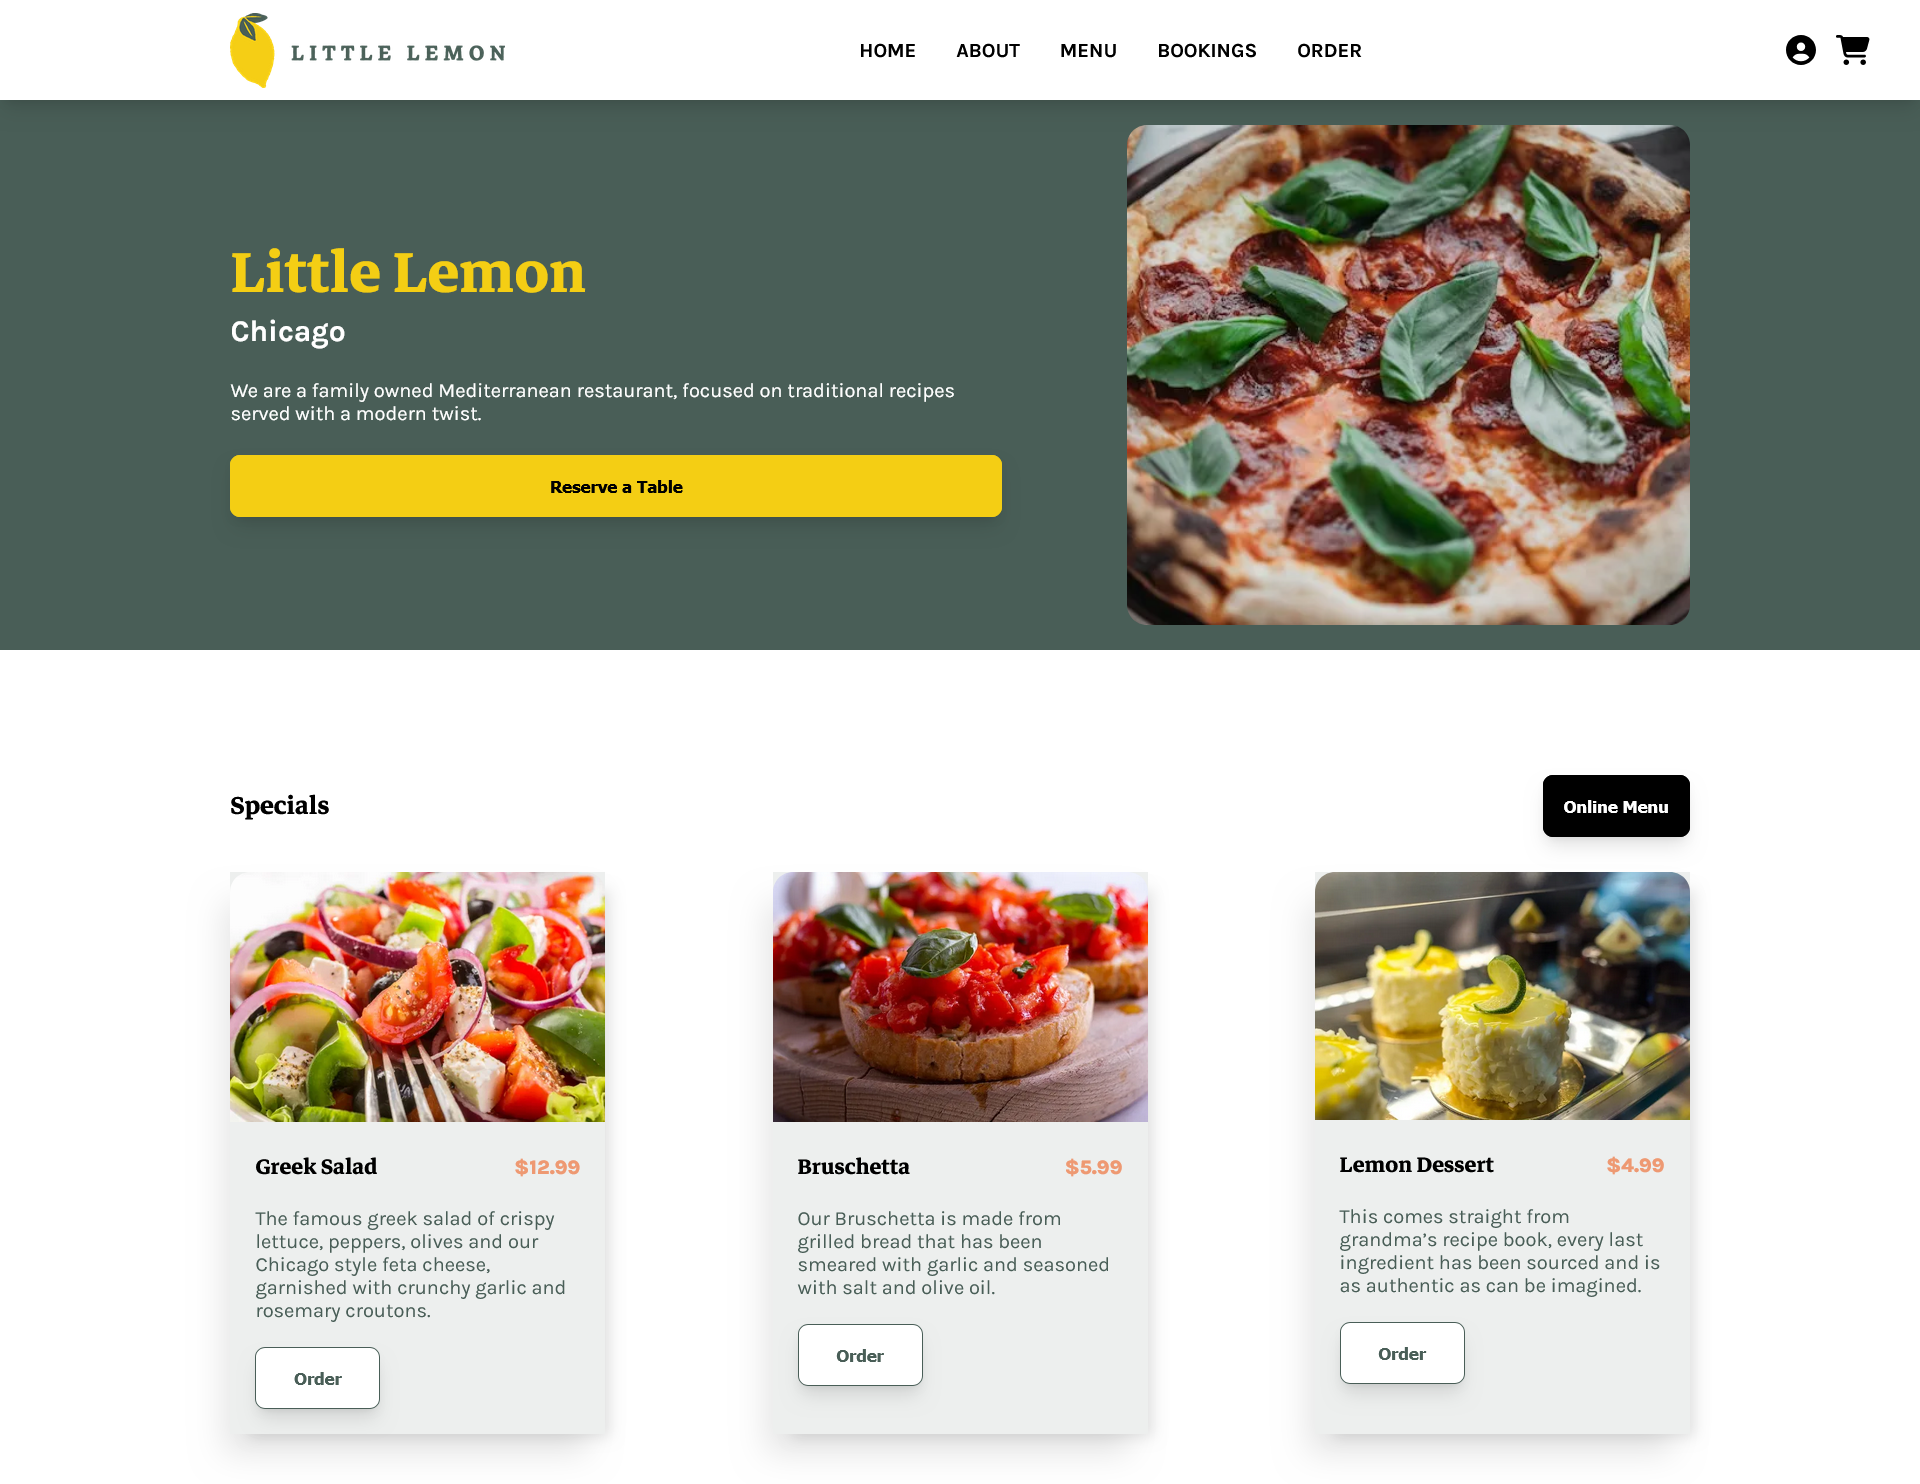 LITTLE LEMON
HOME ABOUT MENU BOOKINGS ORDER
Little Lemon
Chicago
We are a family owned Mediterranean restaurant, focused on traditional recipes
served with a modern twist.
Reserve a Table
Specials
Online Menu
Greek Salad $12.99
The famous greek salad of crispy
lettuce, peppers, olives and our
Chicago style feta cheese,
garnished with crunchy garlic and
rosemary croutons.
Order
Bruschetta $5.99
Our Bruschetta is made from
grilled bread that has been
smeared with garlic and seasoned
with salt and olive oil.
Order
Lemon Dessert $4.99
This comes straight from
grandma’s recipe book, every last
ingredient has been sourced and is
as authentic as can be imagined.
Order